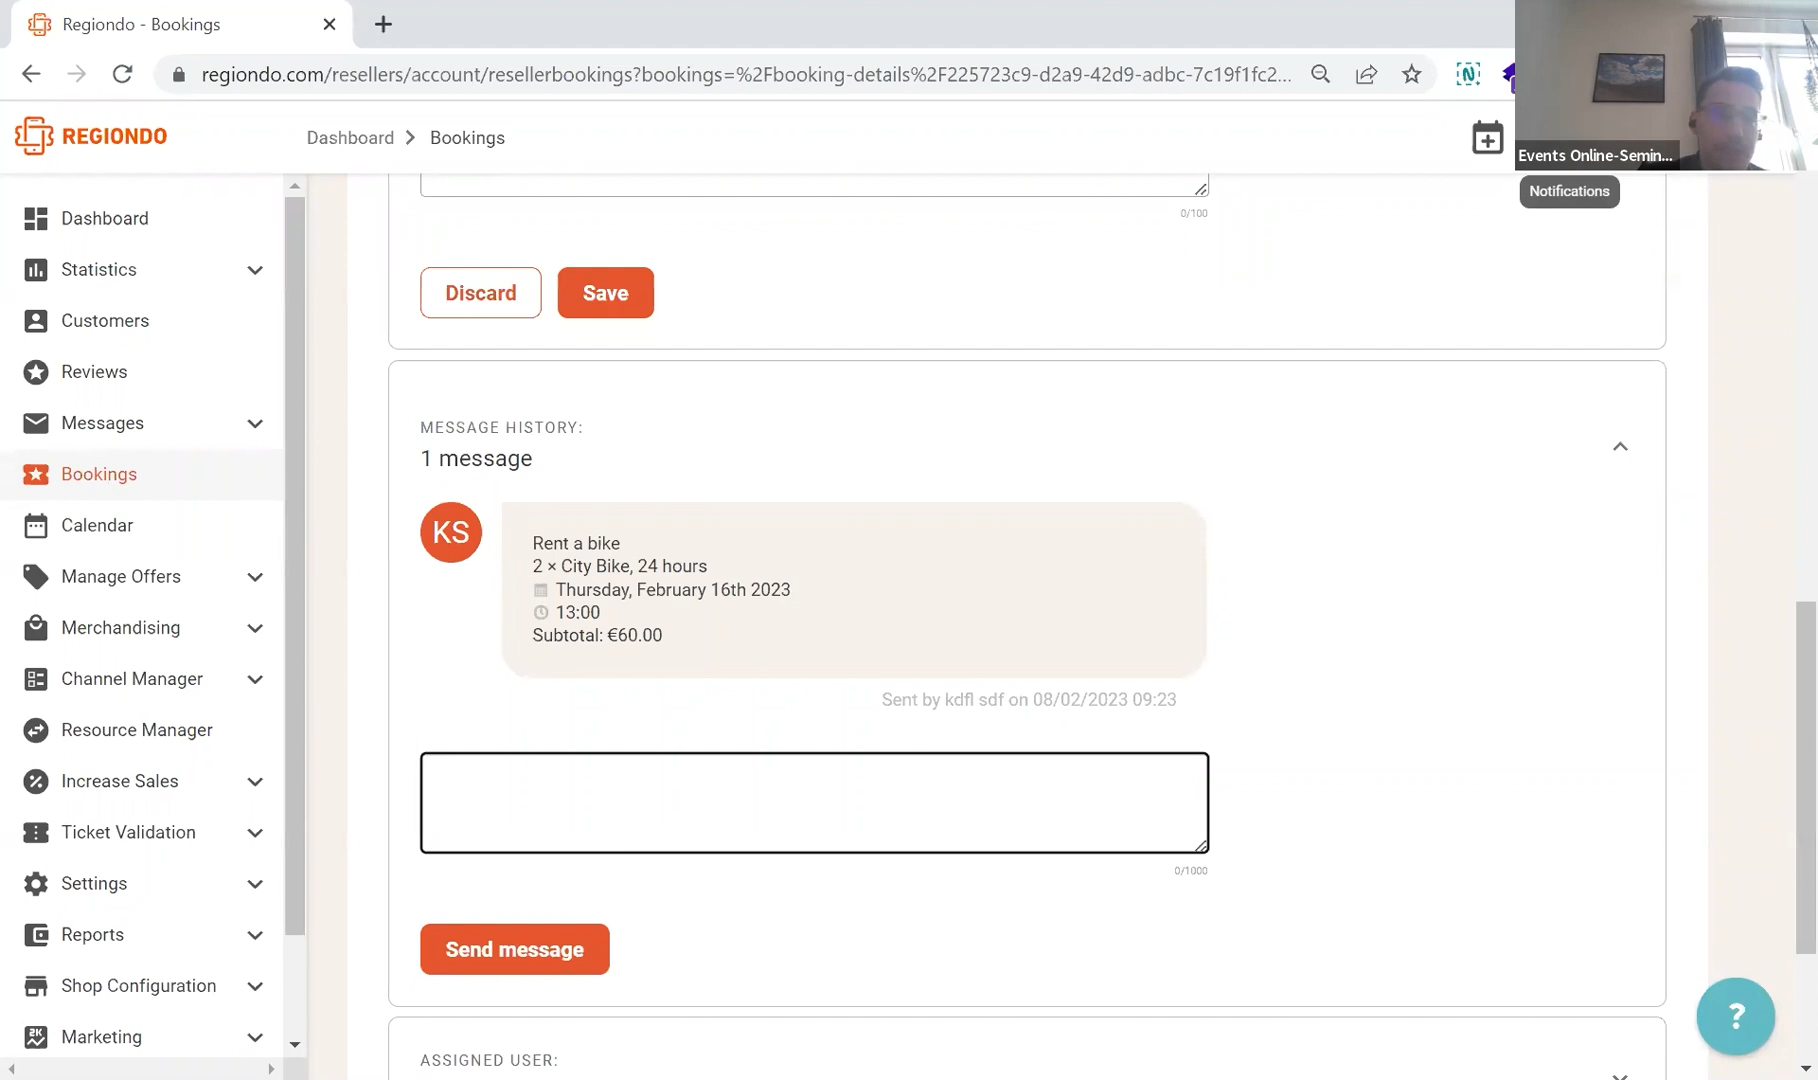 Regiondo - Bookings
regiondo.com/resellers/account/resellerbookings?bookings=%2Fbooking-details%2F225723c9-d2a9-42d9-adbc-7c19f1fc2...
REGIONDO
Dashboard > Bookings
Events Online-Semin...
Notifications
Dashboard
Statistics
Customers
Reviews
Messages
Bookings
Calendar
Manage Offers
Merchandising
Channel Manager
Resource Manager
Increase Sales
Ticket Validation
Settings
Reports
Shop Configuration
Marketing
0/100
Discard
Save
MESSAGE HISTORY:
1 message
KS
Rent a bike
2 × City Bike, 24 hours
Thursday, February 16th 2023
13:00
Subtotal: €60.00
Sent by kdfl sdf on 08/02/2023 09:23
0/1000
Send message
?
ASSIGNED USER: